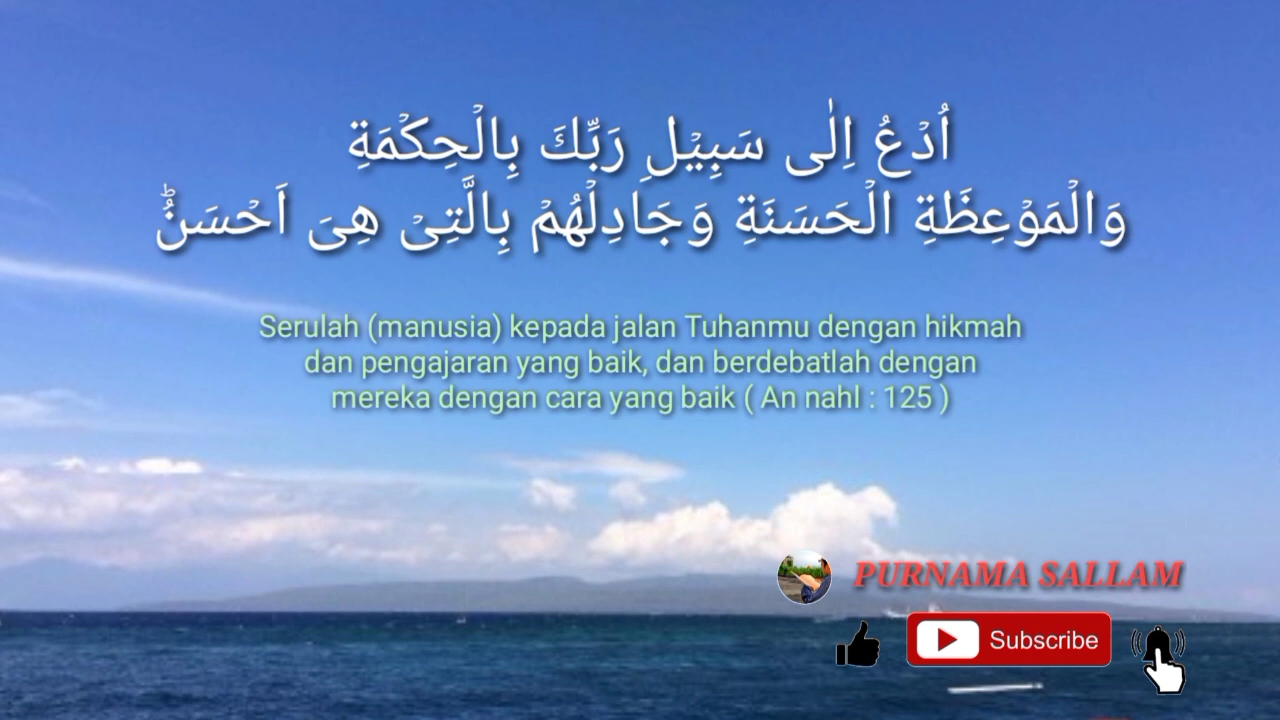 اُدْعُ اِلٰى سَبِيْلِ رَبِّكَ بِالْحِكْمَةِ
وَالْمَوْعِظَةِ الْحَسَنَةِ وَجَادِلْهُمْ بِالَّتِيْ هِىَ اَحْسَنُۗ
Serulah (manusia) kepada jalan Tuhanmu dengan hikmah
dan pengajaran yang baik, dan berdebatlah dengan
mereka dengan cara yang baik ( An nahl : 125 )
PURNAMA SALLAM
Subscribe